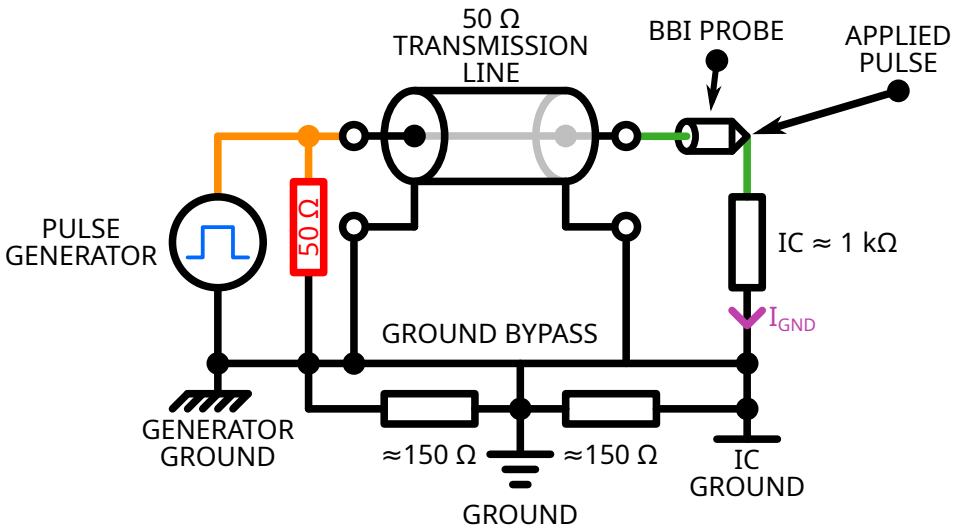 50 Ω
TRANSMISSION
LINE
BBI PROBE
APPLIED
PULSE
PULSE
GENERATOR
50 Ω
IC ≈ 1 kΩ
I_GND
GROUND BYPASS
GENERATOR
GROUND
≈150 Ω
≈150 Ω
IC
GROUND
GROUND